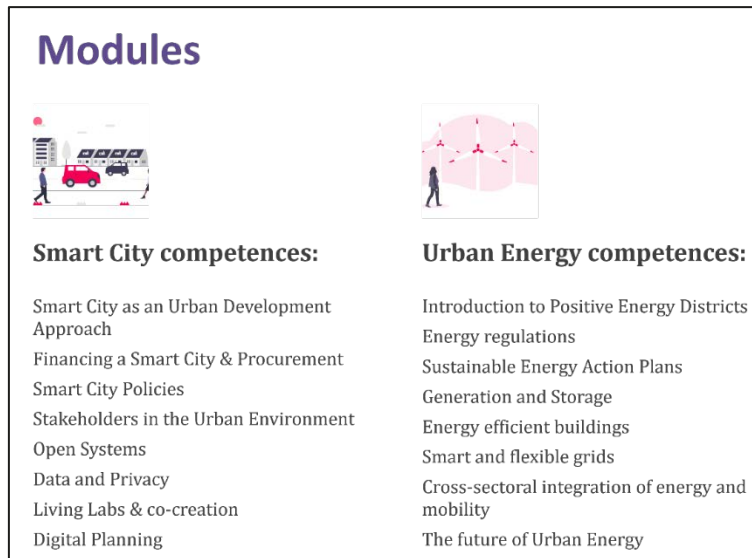 Modules
Smart City competences:
Smart City as an Urban Development
Approach
Financing a Smart City & Procurement
Smart City Policies
Stakeholders in the Urban Environment
Open Systems
Data and Privacy
Living Labs & co-creation
Digital Planning
Urban Energy competences:
Introduction to Positive Energy Districts
Energy regulations
Sustainable Energy Action Plans
Generation and Storage
Energy efficient buildings
Smart and flexible grids
Cross-sectoral integration of energy and
mobility
The future of Urban Energy